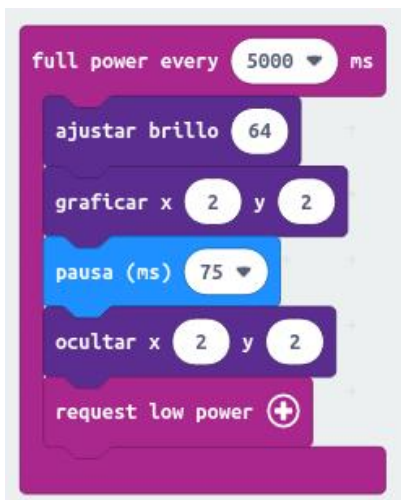 full power every 5000 ms
ajustar brillo 64
graficar x 2 y 2
pausa (ms) 75
ocultar x 2 y 2
request low power